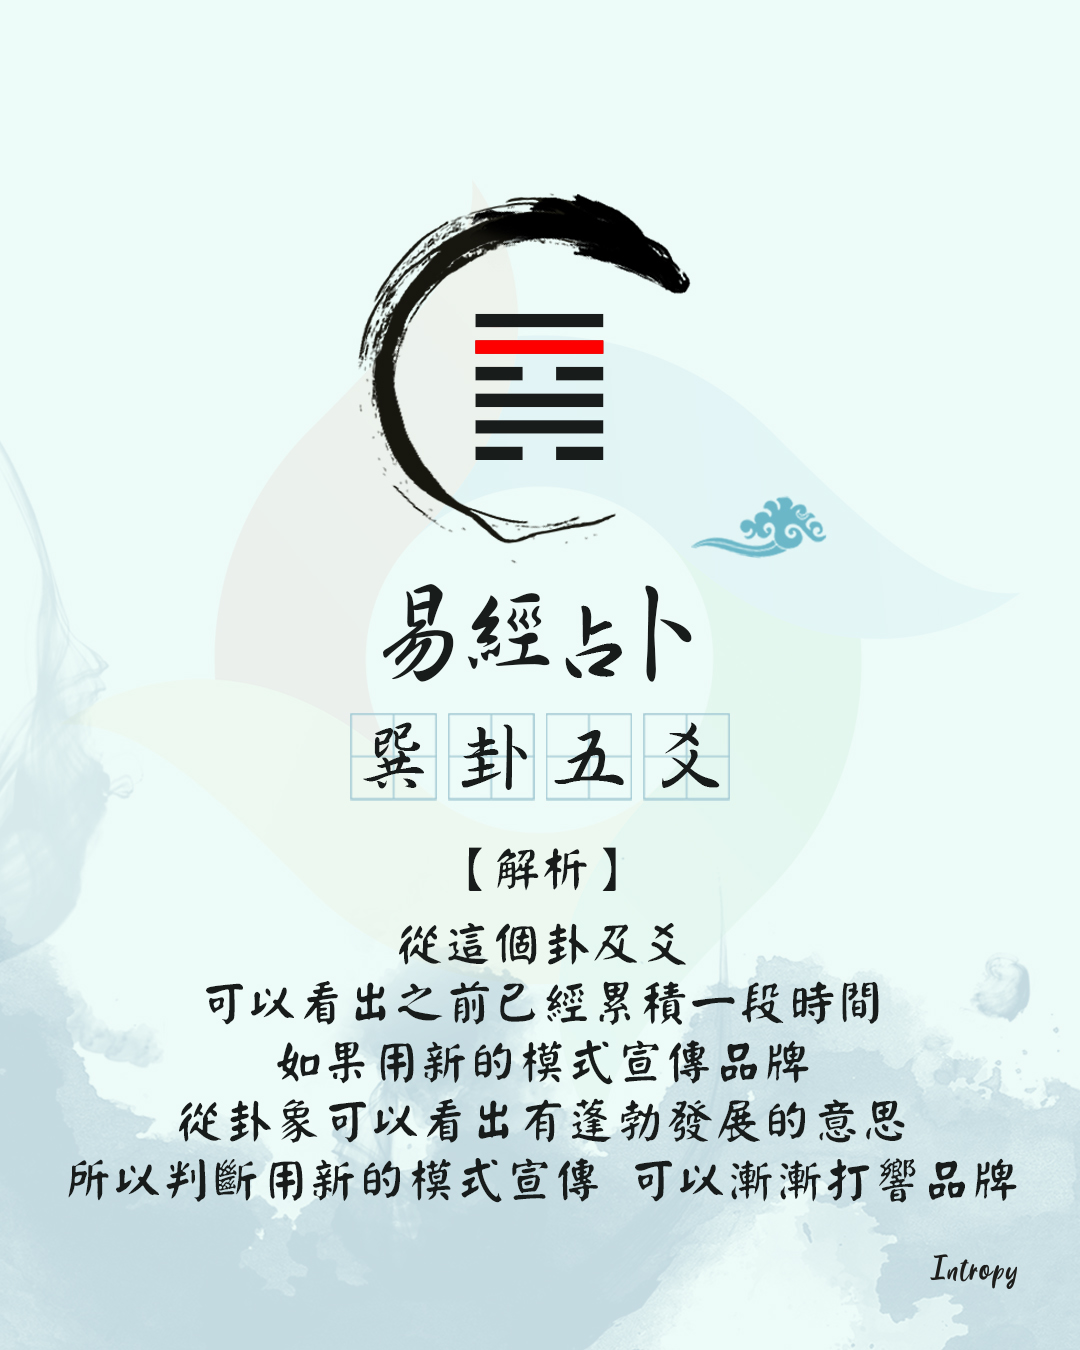 易經占卜
巽卦五爻
【解析】
從這個卦及爻
可以看出之前已經累積一段時間
如果用新的模式宣傳品牌
從卦象可以看出有蓬勃發展的意思
所以判斷用新的模式宣傳 可以漸漸打響品牌
Intropy